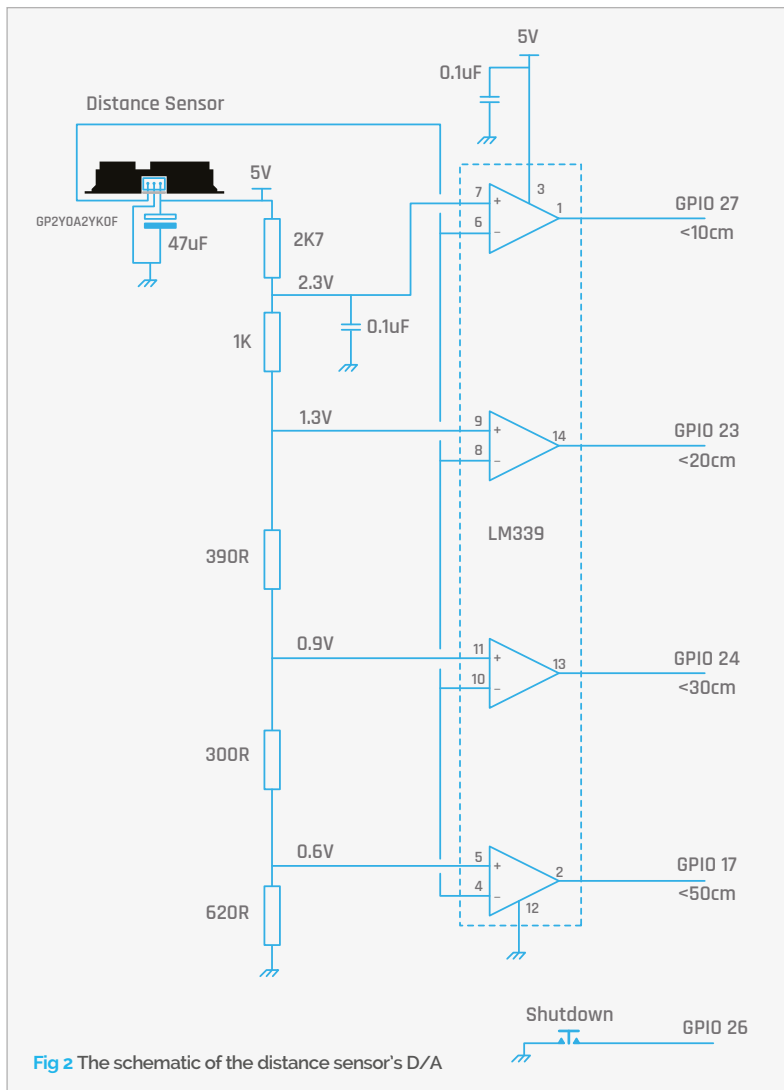 5V
0.1uF
Distance Sensor
5V
GP2Y0A2YK0F
47uF
2K7
2.3V
0.1uF
1K
7
+
6
−
3
1
GPIO 27
<10cm
1.3V
9
+
8
−
14
GPIO 23
<20cm
LM339
390R
0.9V
11
+
10
−
13
GPIO 24
<30cm
300R
0.6V
5
+
4
−
2
12
GPIO 17
<50cm
620R
Shutdown
GPIO 26
Fig 2 The schematic of the distance sensor's D/A